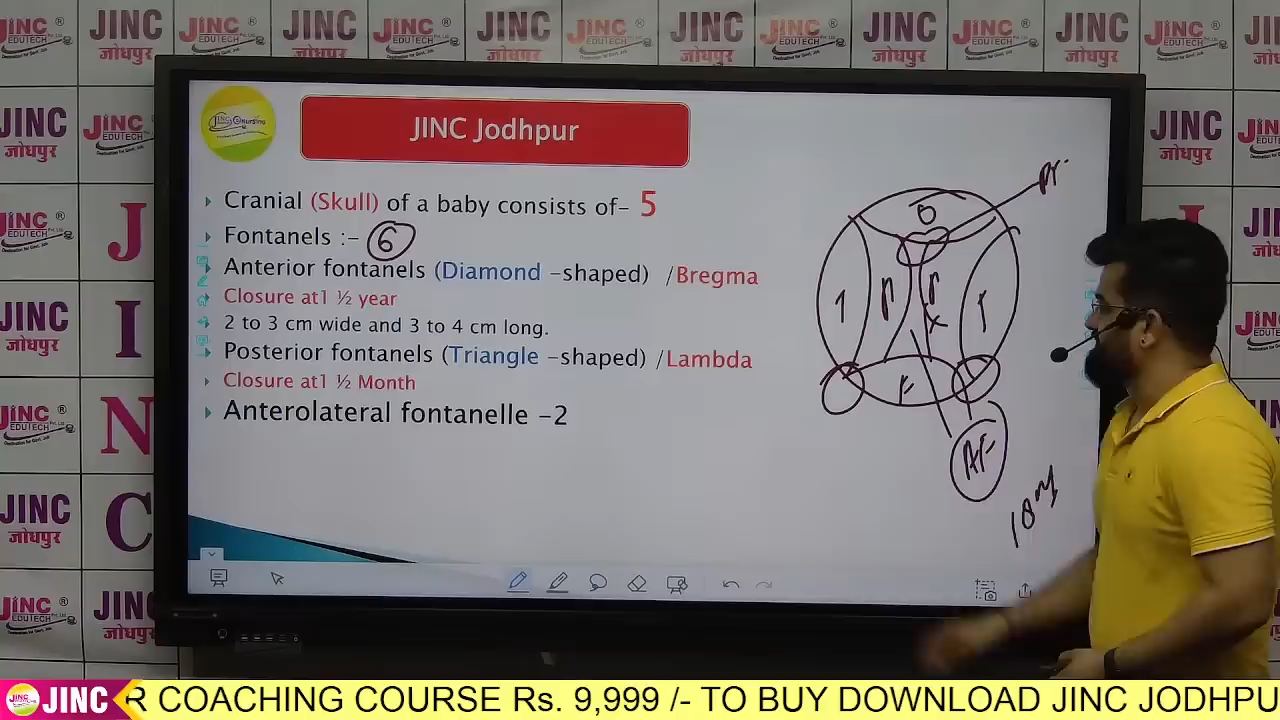 JINC Jodhpur
Cranial (Skull) of a baby consists of- 5
Fontanels :- 6
Anterior fontanels (Diamond -shaped) /Bregma
Closure at1 ½ year
2 to 3 cm wide and 3 to 4 cm long.
Posterior fontanels (Triangle -shaped) /Lambda
Closure at1 ½ Month
Anterolateral fontanelle -2
O
P
P
F
AF
18 M
JINC
EDUTECH
जोधपुर
J
I
N
C
JINC
R COACHING COURSE Rs. 9,999 /- TO BUY DOWNLOAD JINC JODHPU